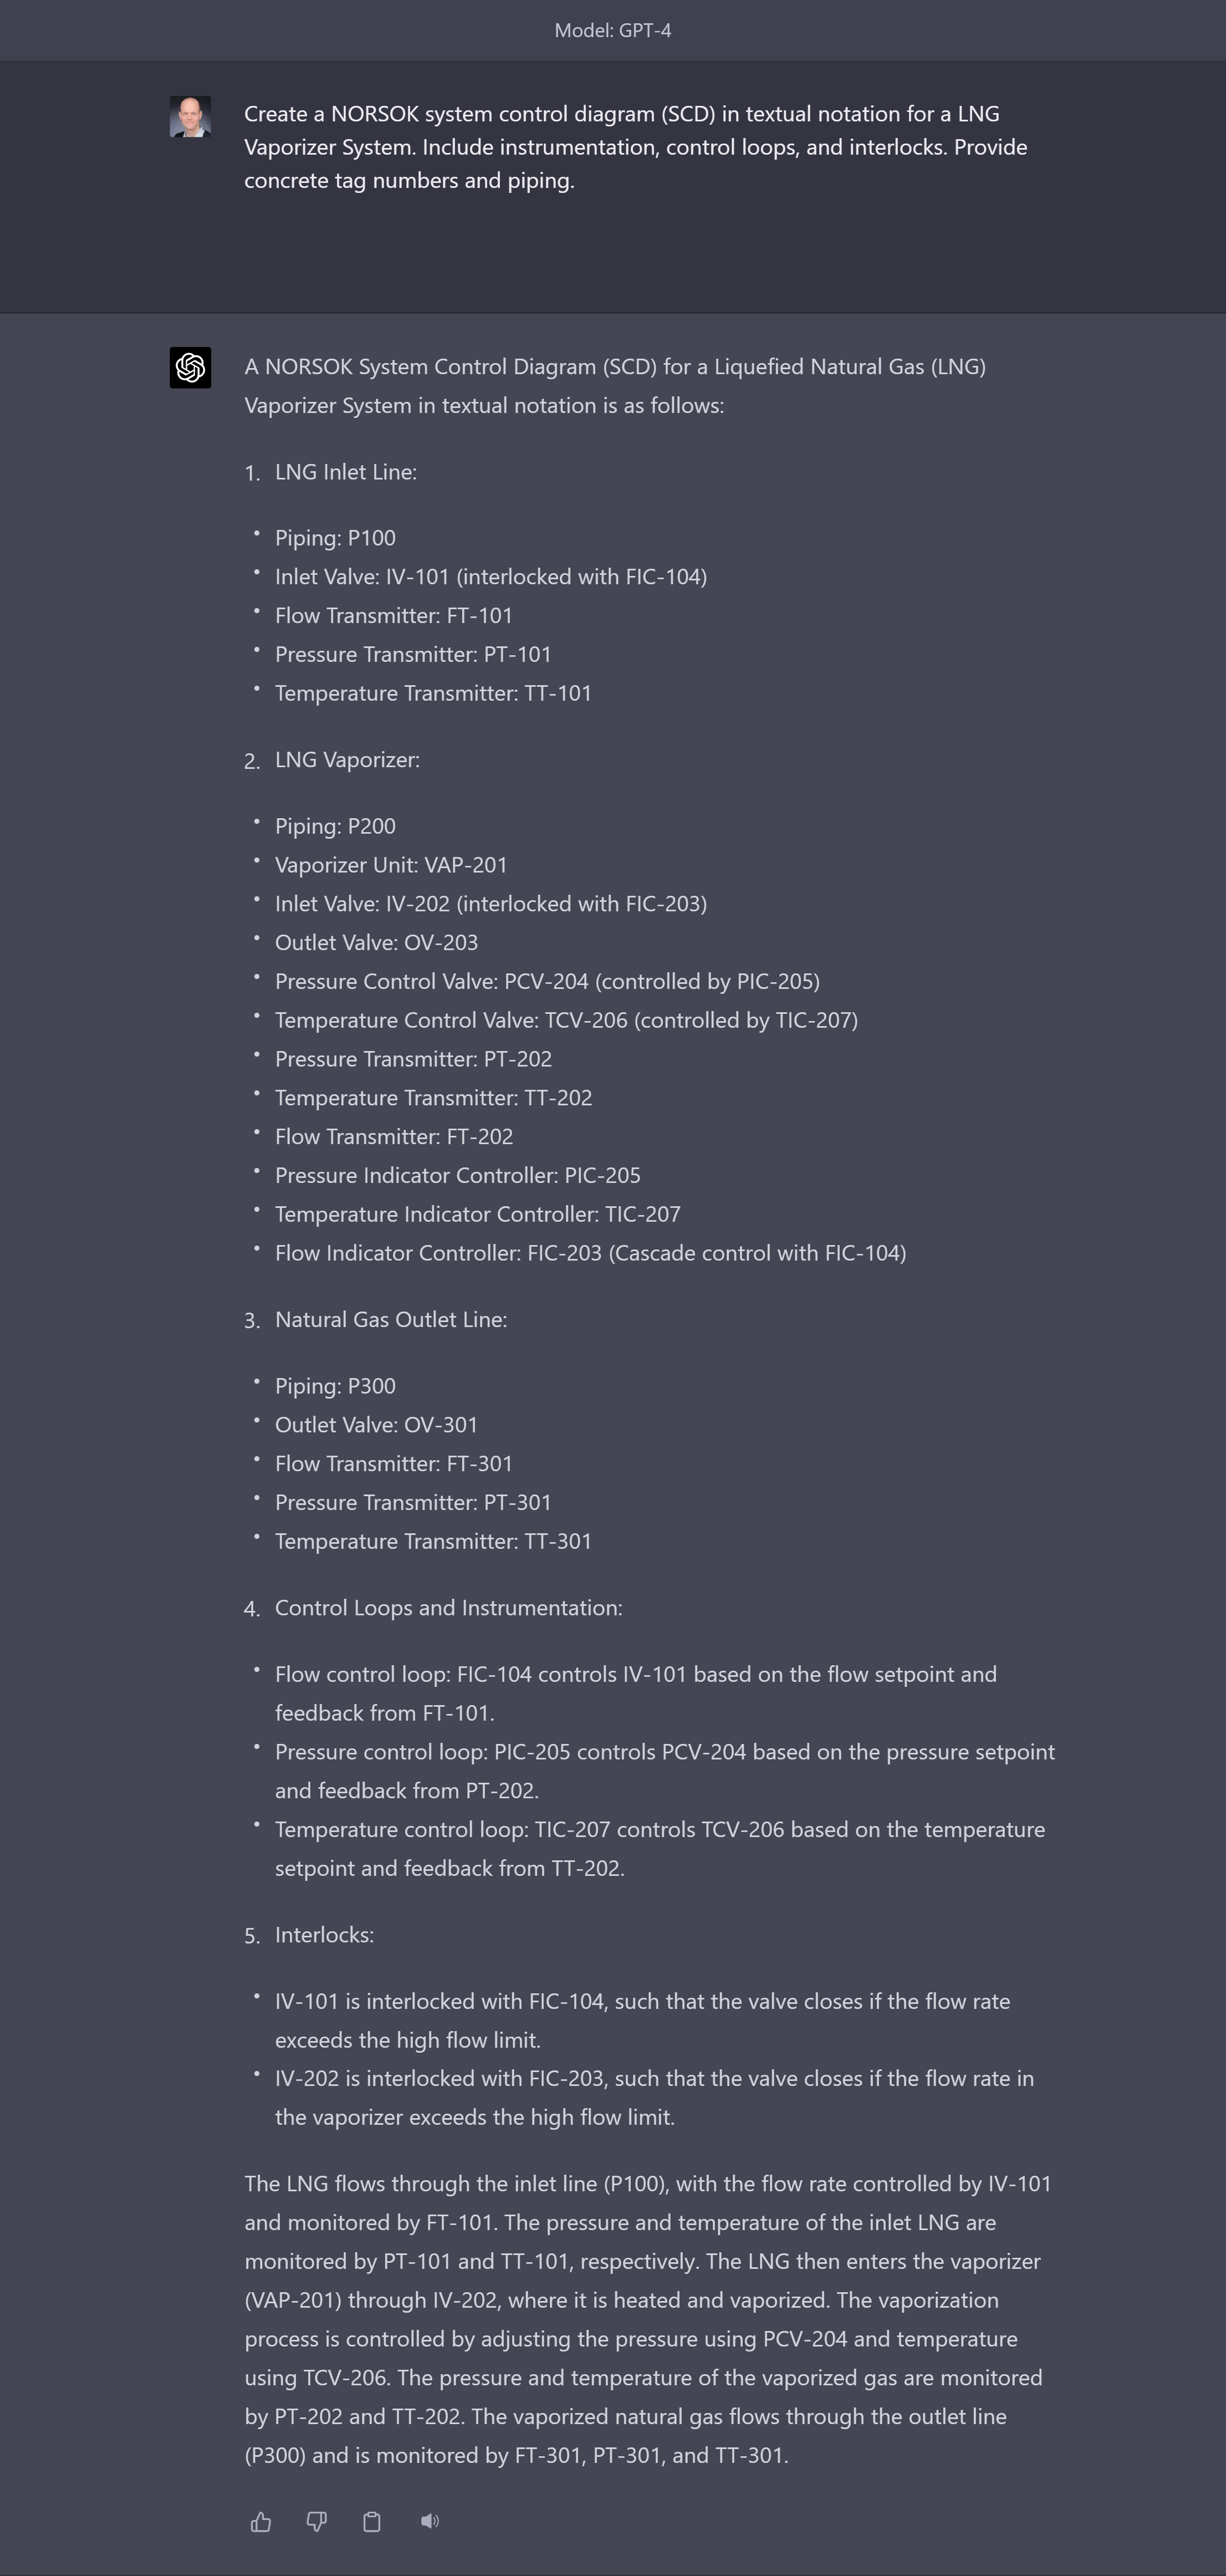 Model: GPT-4
Create a NORSOK system control diagram (SCD) in textual notation for a LNG
Vaporizer System. Include instrumentation, control loops, and interlocks. Provide
concrete tag numbers and piping.
A NORSOK System Control Diagram (SCD) for a Liquefied Natural Gas (LNG)
Vaporizer System in textual notation is as follows:
1. LNG Inlet Line:
• Piping: P100
• Inlet Valve: IV-101 (interlocked with FIC-104)
• Flow Transmitter: FT-101
• Pressure Transmitter: PT-101
• Temperature Transmitter: TT-101
2. LNG Vaporizer:
• Piping: P200
• Vaporizer Unit: VAP-201
• Inlet Valve: IV-202 (interlocked with FIC-203)
• Outlet Valve: OV-203
• Pressure Control Valve: PCV-204 (controlled by PIC-205)
• Temperature Control Valve: TCV-206 (controlled by TIC-207)
• Pressure Transmitter: PT-202
• Temperature Transmitter: TT-202
• Flow Transmitter: FT-202
• Pressure Indicator Controller: PIC-205
• Temperature Indicator Controller: TIC-207
• Flow Indicator Controller: FIC-203 (Cascade control with FIC-104)
3. Natural Gas Outlet Line:
• Piping: P300
• Outlet Valve: OV-301
• Flow Transmitter: FT-301
• Pressure Transmitter: PT-301
• Temperature Transmitter: TT-301
4. Control Loops and Instrumentation:
• Flow control loop: FIC-104 controls IV-101 based on the flow setpoint and
feedback from FT-101.
• Pressure control loop: PIC-205 controls PCV-204 based on the pressure setpoint
and feedback from PT-202.
• Temperature control loop: TIC-207 controls TCV-206 based on the temperature
setpoint and feedback from TT-202.
5. Interlocks:
• IV-101 is interlocked with FIC-104, such that the valve closes if the flow rate
exceeds the high flow limit.
• IV-202 is interlocked with FIC-203, such that the valve closes if the flow rate in
the vaporizer exceeds the high flow limit.
The LNG flows through the inlet line (P100), with the flow rate controlled by IV-101
and monitored by FT-101. The pressure and temperature of the inlet LNG are
monitored by PT-101 and TT-101, respectively. The LNG then enters the vaporizer
(VAP-201) through IV-202, where it is heated and vaporized. The vaporization
process is controlled by adjusting the pressure using PCV-204 and temperature
using TCV-206. The pressure and temperature of the vaporized gas are monitored
by PT-202 and TT-202. The vaporized natural gas flows through the outlet line
(P300) and is monitored by FT-301, PT-301, and TT-301.